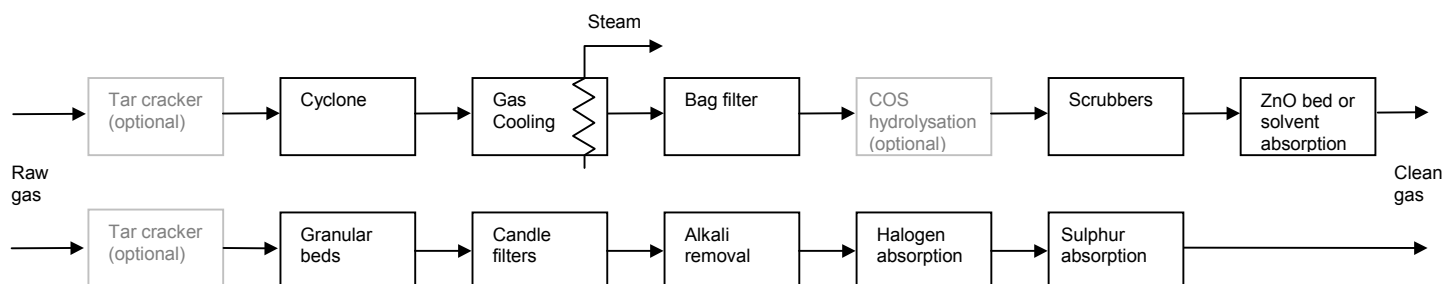 Steam
Tar cracker
(optional)
Cyclone
Gas
Cooling
Bag filter
COS
hydrolysation
(optional)
Scrubbers
ZnO bed or
solvent
absorption
Raw
gas
Clean
gas
Tar cracker
(optional)
Granular
beds
Candle
filters
Alkali
removal
Halogen
absorption
Sulphur
absorption